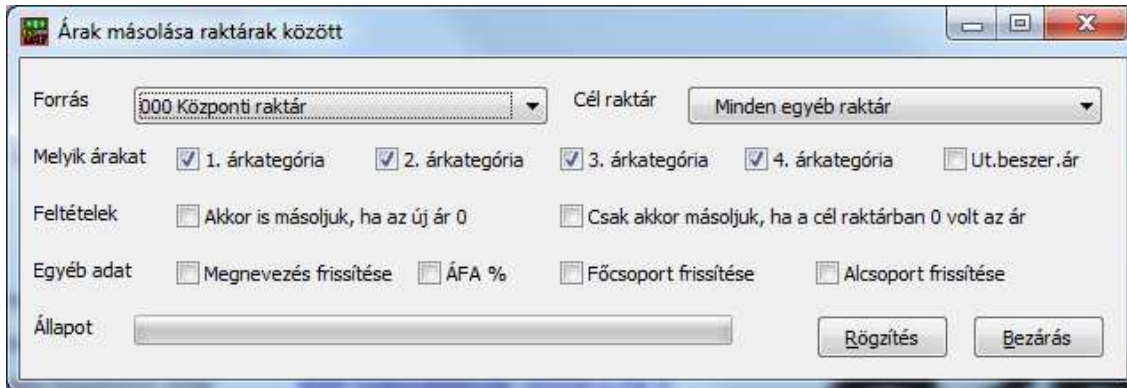 Árak másolása raktárak között
Forrás 000 Központi raktár Cél raktár Minden egyéb raktár
Melyik árakat 1. árkategória 2. árkategória 3. árkategória 4. árkategória Ut.beszer.ár
Feltételek Akkor is másoljuk, ha az új ár 0 Csak akkor másoljuk, ha a cél raktárban 0 volt az ár
Egyéb adat Megnevezés frissítése ÁFA % Főcsoport frissítése Alcsoport frissítése
Állapot Rögzítés Bezárás